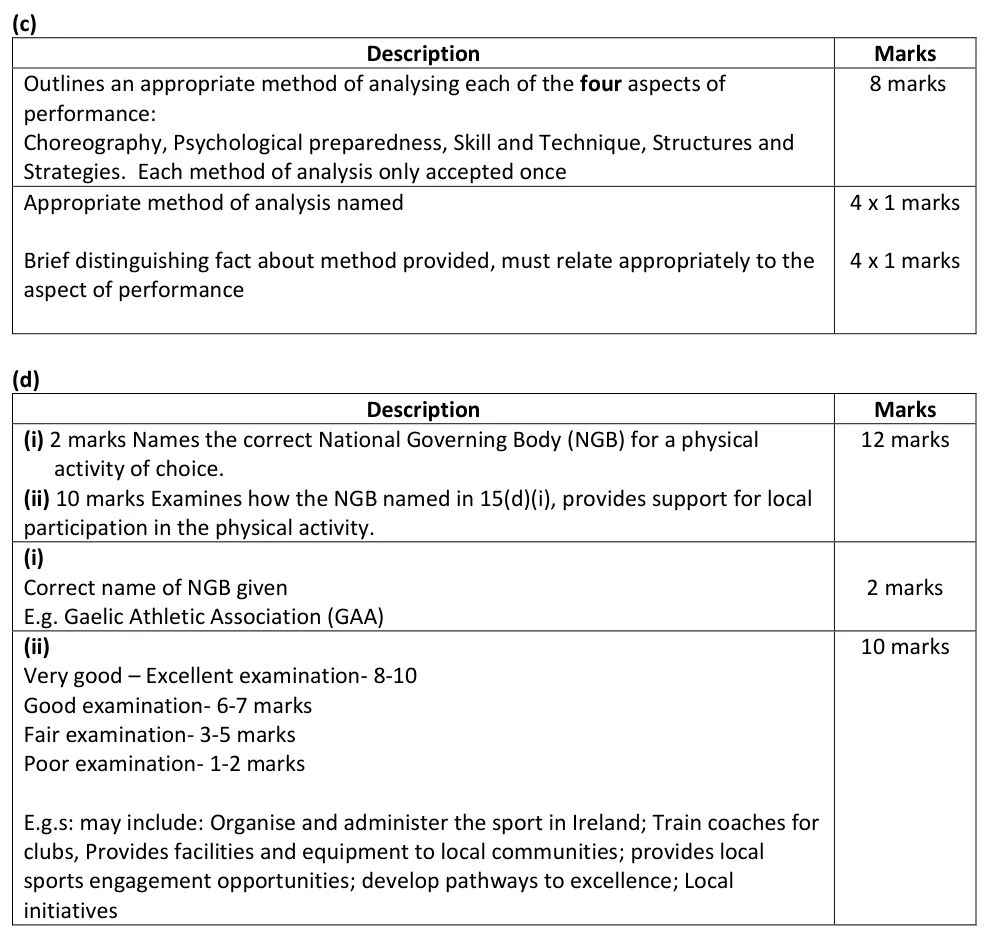 (c)
Description Marks
Outlines an appropriate method of analysing each of the four aspects of 8 marks
performance:
Choreography, Psychological preparedness, Skill and Technique, Structures and
Strategies.  Each method of analysis only accepted once
Appropriate method of analysis named 4 x 1 marks
Brief distinguishing fact about method provided, must relate appropriately to the 4 x 1 marks
aspect of performance
(d)
Description Marks
(i) 2 marks Names the correct National Governing Body (NGB) for a physical 12 marks
activity of choice.
(ii) 10 marks Examines how the NGB named in 15(d)(i), provides support for local
participation in the physical activity.
(i)
Correct name of NGB given 2 marks
E.g. Gaelic Athletic Association (GAA)
(ii) 10 marks
Very good – Excellent examination- 8-10
Good examination- 6-7 marks
Fair examination- 3-5 marks
Poor examination- 1-2 marks
E.g.s: may include: Organise and administer the sport in Ireland; Train coaches for
clubs, Provides facilities and equipment to local communities; provides local
sports engagement opportunities; develop pathways to excellence; Local
initiatives